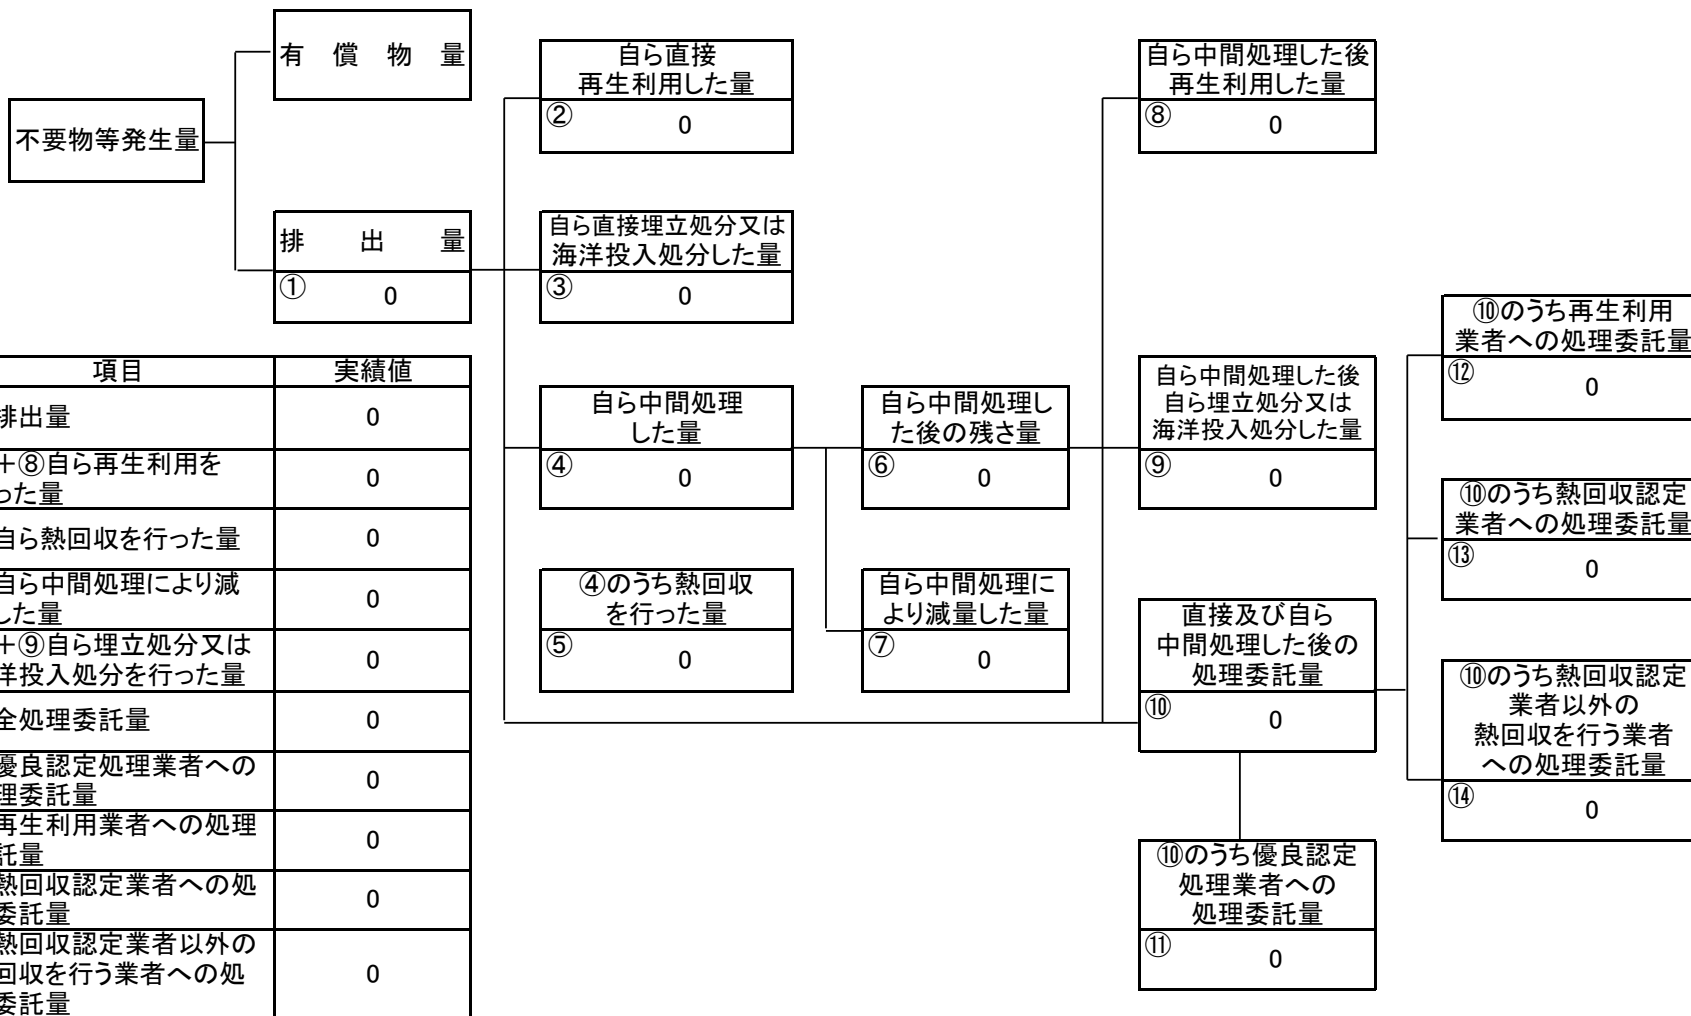 不要物等発生量
有償物量
排出量
① 0
自ら直接
再生利用した量
② 0
自ら直接埋立処分又は
海洋投入処分した量
③ 0
自ら中間処理
した量
④ 0
④のうち熱回収
を行った量
⑤ 0
自ら中間処理し
た後の残さ量
⑥ 0
自ら中間処理に
より減量した量
⑦ 0
自ら中間処理した後
再生利用した量
⑧ 0
自ら中間処理した後
自ら埋立処分又は
海洋投入処分した量
⑨ 0
直接及び自ら
中間処理した後の
処理委託量
⑩ 0
⑩のうち優良認定
処理業者への
処理委託量
⑪ 0
⑩のうち再生利用
業者への処理委託量
⑫ 0
⑩のうち熱回収認定
業者への処理委託量
⑬ 0
⑩のうち熱回収認定
業者以外の
熱回収を行う業者
への処理委託量
⑭ 0
項目 実績値
排出量 0
+⑧自ら再生利用を
った量 0
自ら熱回収を行った量 0
自ら中間処理により減
した量 0
+⑨自ら埋立処分又は
洋投入処分を行った量 0
全処理委託量 0
優良認定処理業者への
理委託量 0
再生利用業者への処理
託量 0
熱回収認定業者への処
委託量 0
熱回収認定業者以外の
回収を行う業者への処
委託量 0